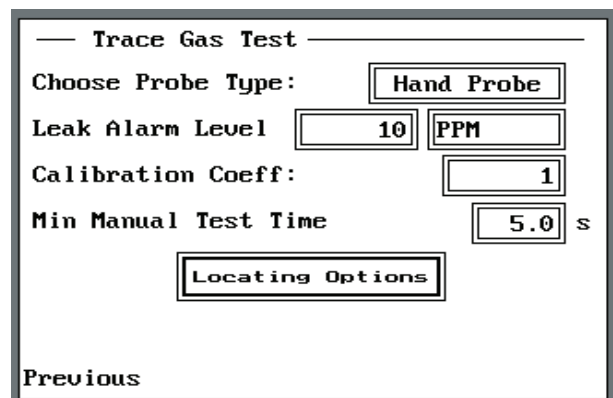 Trace Gas Test
Choose Probe Type: Hand Probe
Leak Alarm Level 10 PPM
Calibration Coeff: 1
Min Manual Test Time 5.0 s
Locating Options
Previous